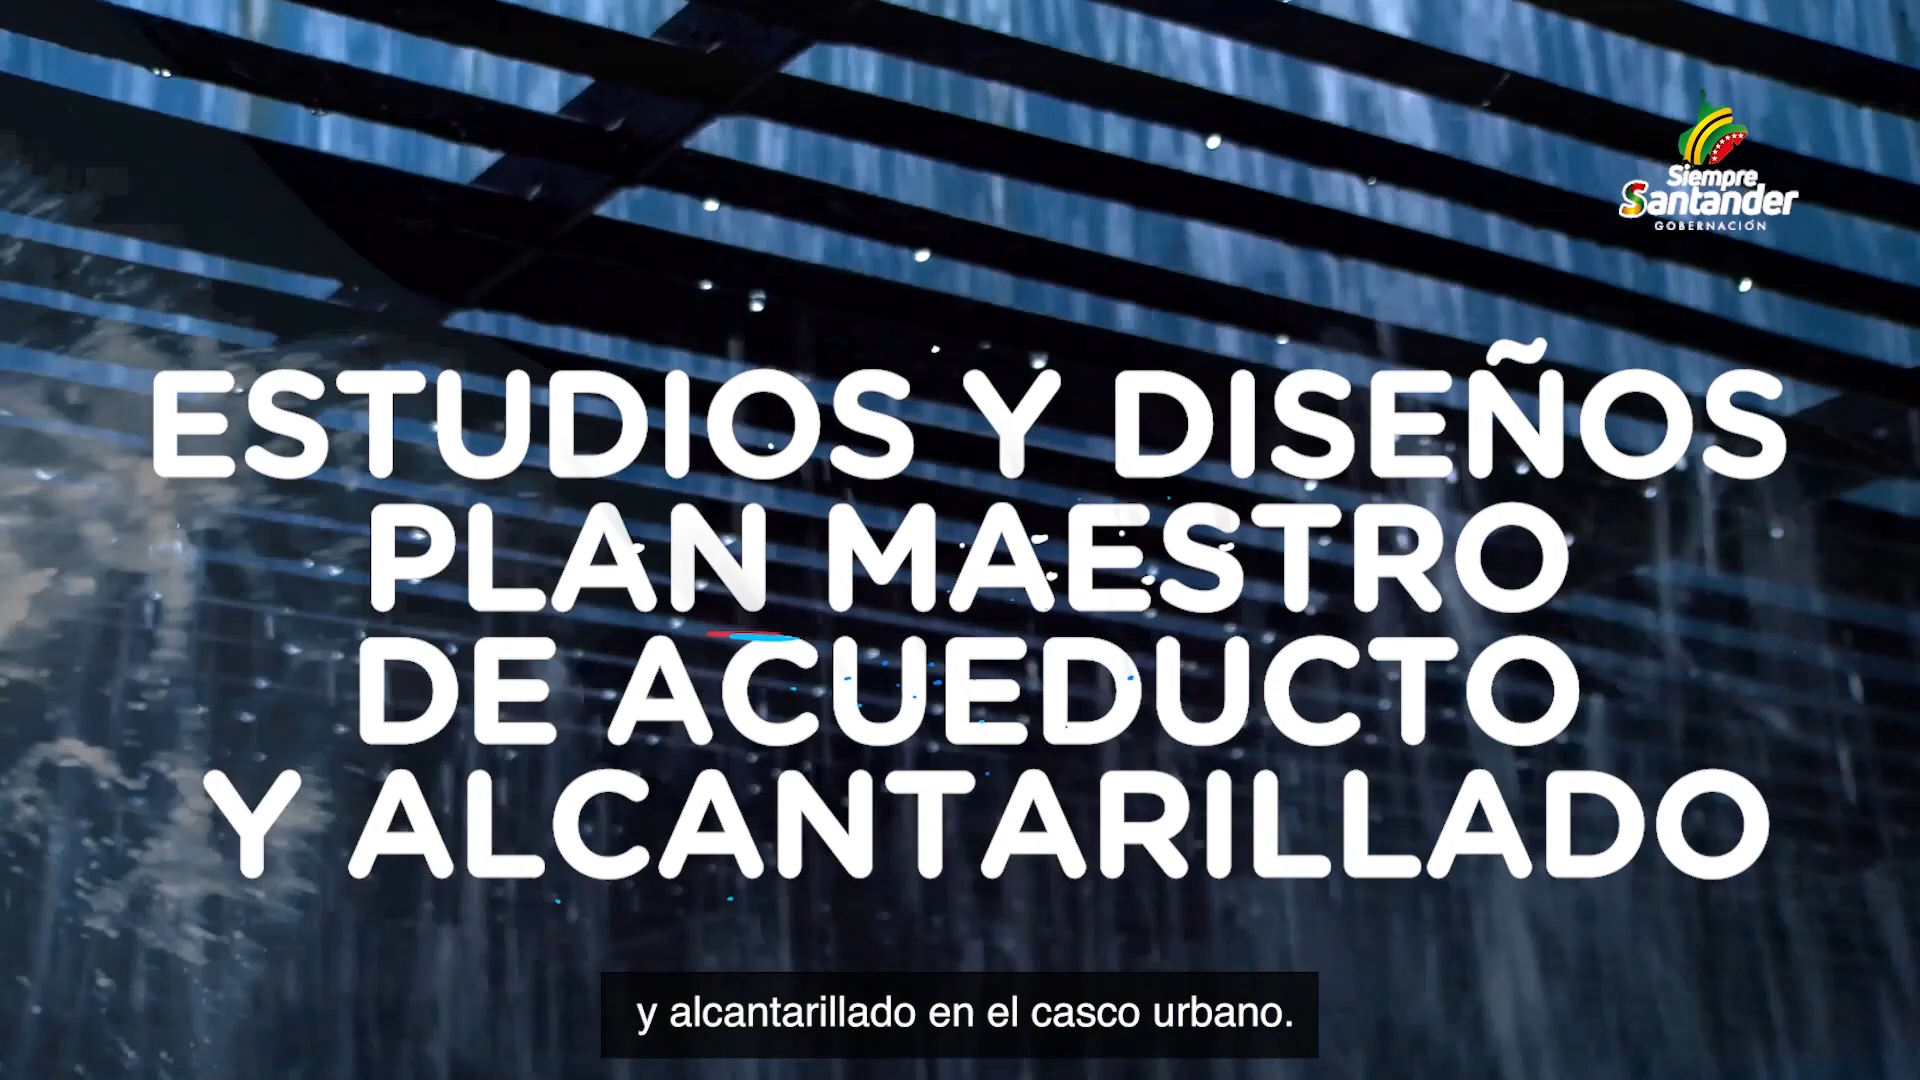 Siempre
Santander
GOBERNACIÓN
ESTUDIOS Y DISEÑOS
PLAN MAESTRO
DE ACUEDUCTO
Y ALCANTARILLADO
y alcantarillado en el casco urbano.